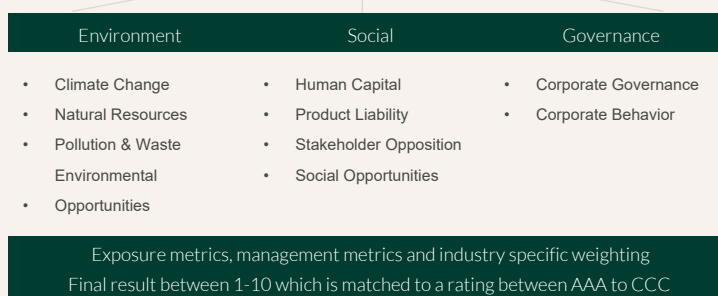 Environment
• Climate Change
• Natural Resources
• Pollution & Waste
Environmental
• Opportunities
Social
• Human Capital
• Product Liability
• Stakeholder Opposition
• Social Opportunities
Governance
• Corporate Governance
• Corporate Behavior
Exposure metrics, management metrics and industry specific weighting
Final result between 1-10 which is matched to a rating between AAA to CCC